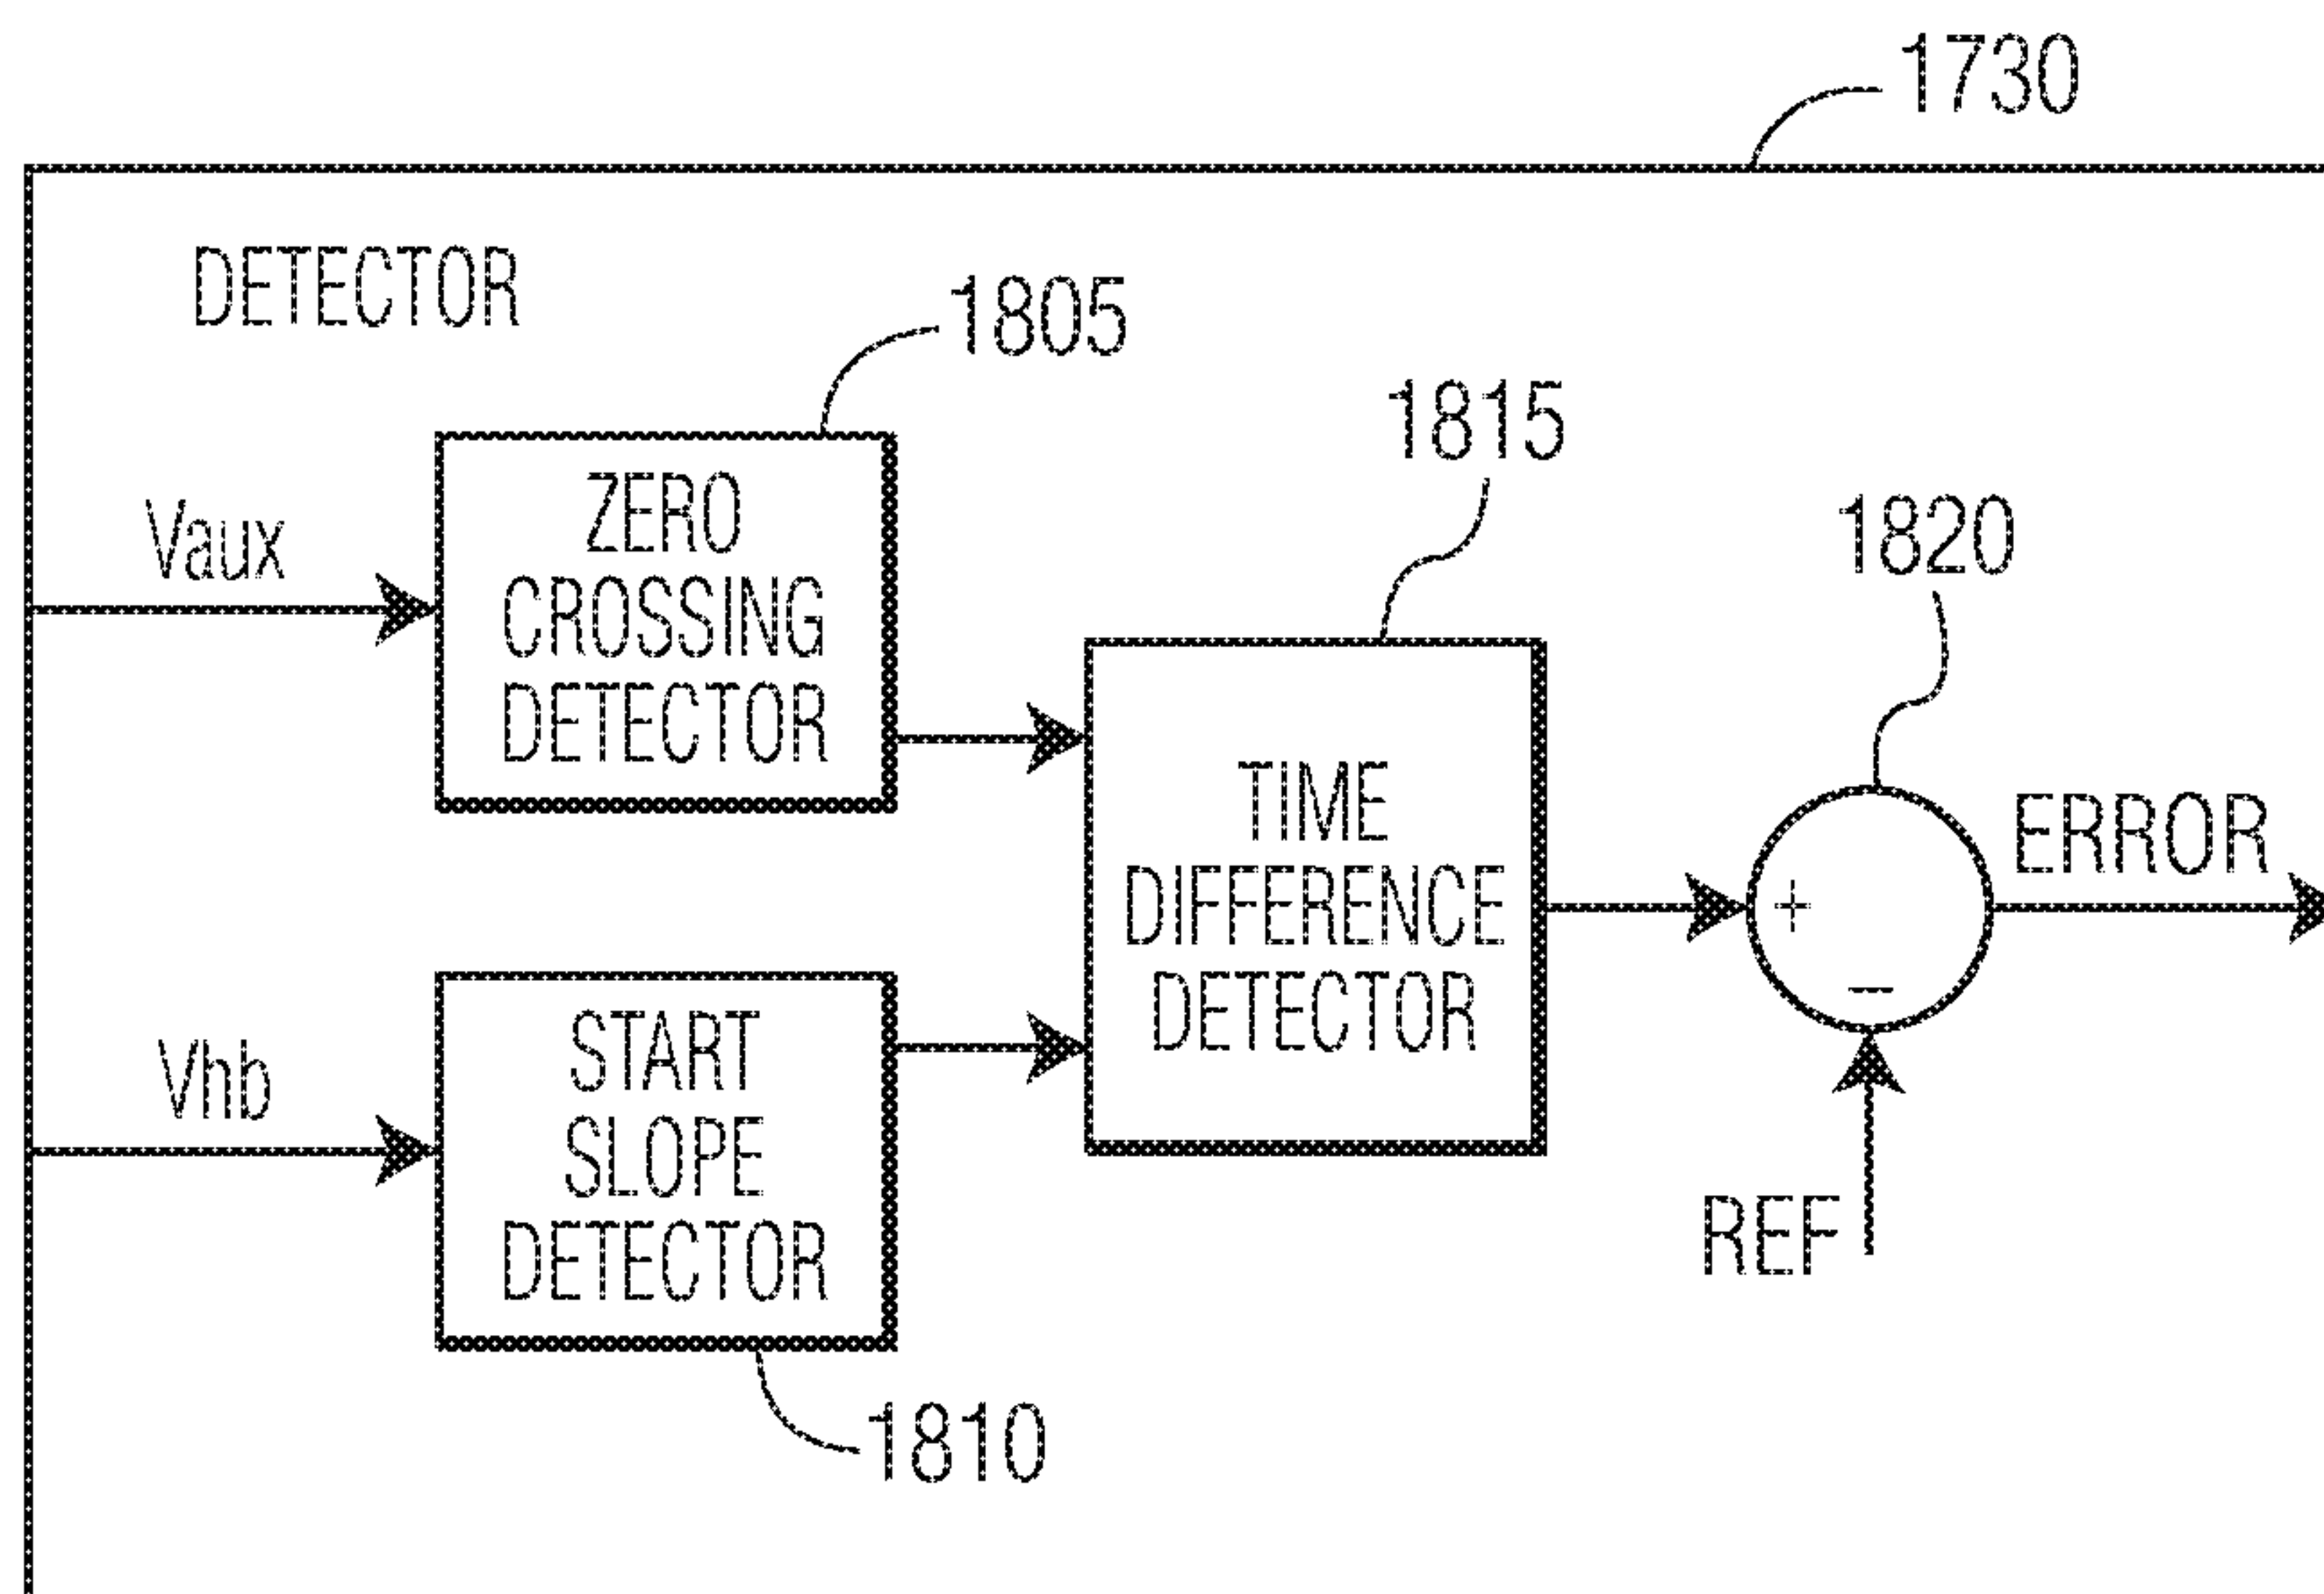 1730
DETECTOR
1805
1815
1820
Vaux
ZERO
CROSSING
DETECTOR
TIME
DIFFERENCE
DETECTOR
+
−
ERROR
Vhb
START
SLOPE
DETECTOR
REF
1810